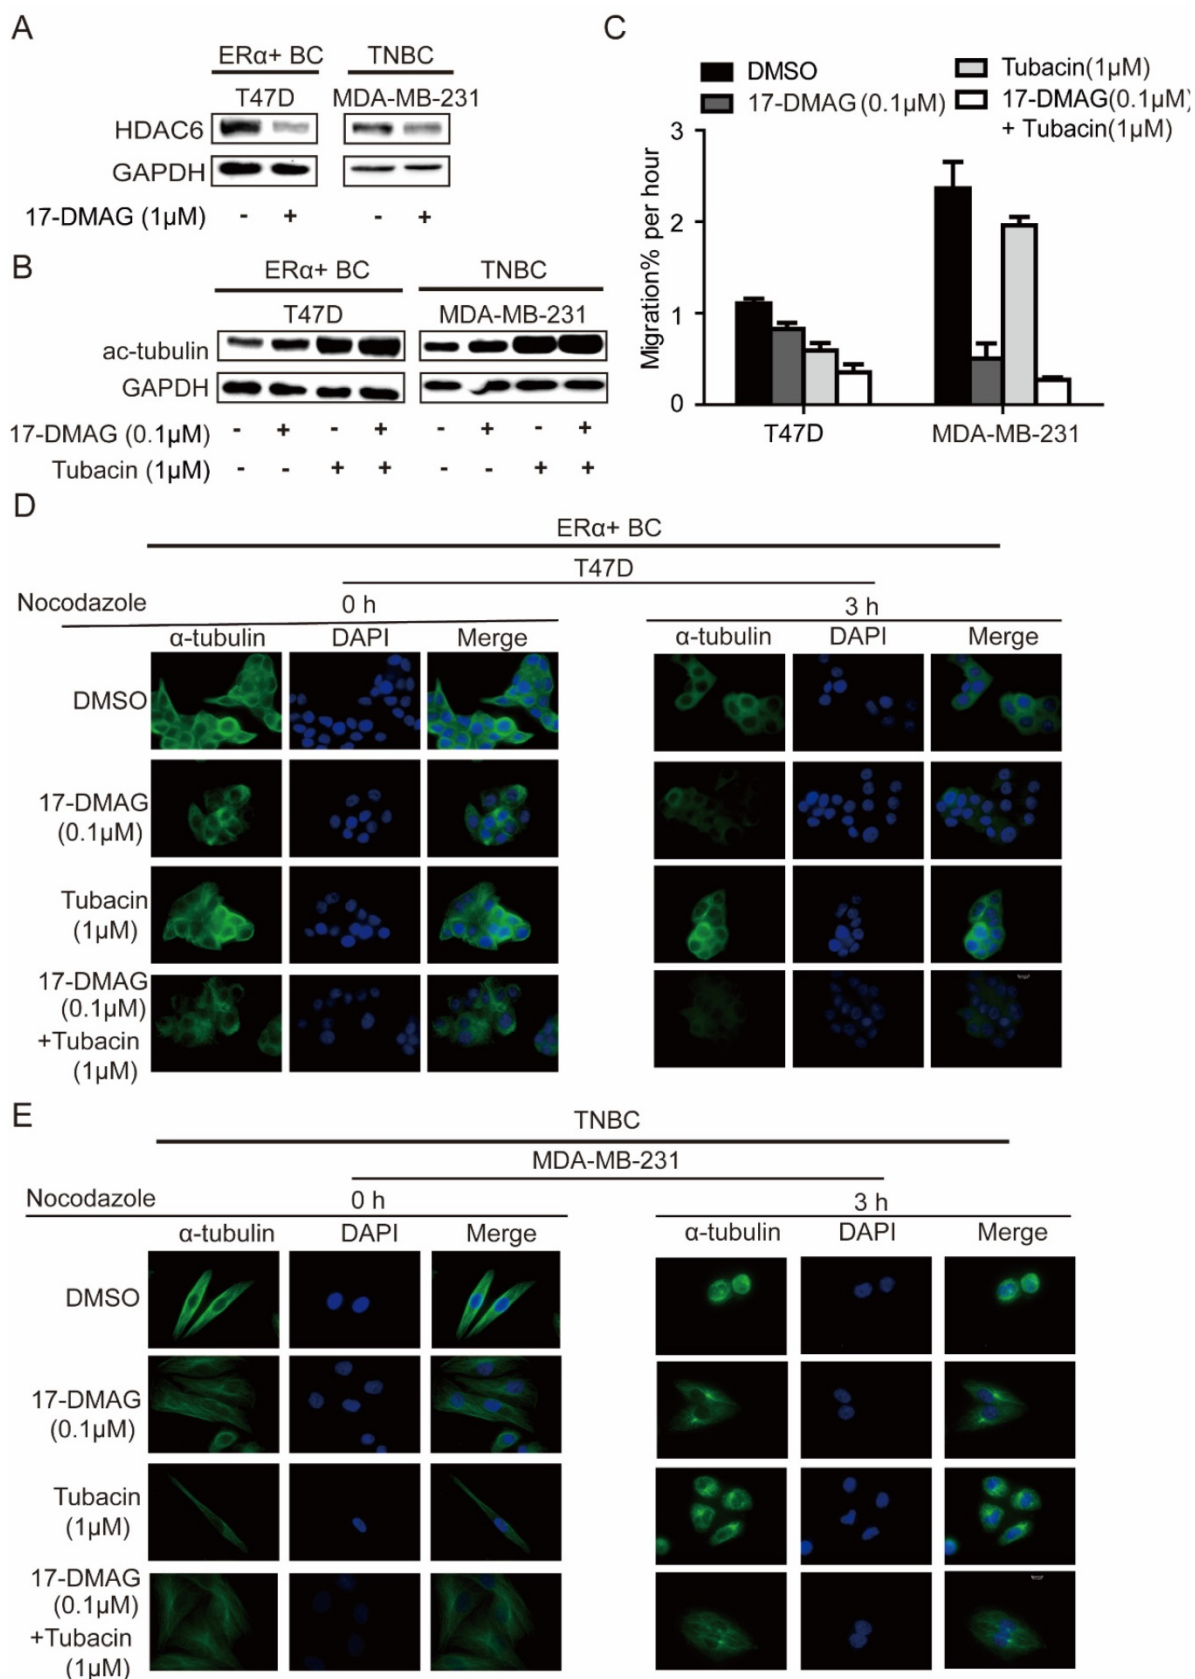 A
ERα+ BC TNBC
T47D MDA-MB-231
HDAC6
GAPDH
17-DMAG (1μM) - + - +
B
ERα+ BC TNBC
T47D MDA-MB-231
ac-tubulin
GAPDH
17-DMAG (0.1μM) - + - + - + - +
Tubacin (1μM) - - + + - - + +
C
DMSO
17-DMAG(0.1μM)
Tubacin(1μM)
17-DMAG(0.1μM)
+ Tubacin(1μM)
Migration% per hour
3
2
1
0
T47D MDA-MB-231
D
ERα+ BC
T47D
Nocodazole 0 h 3 h
α-tubulin DAPI Merge α-tubulin DAPI Merge
DMSO
17-DMAG
(0.1μM)
Tubacin
(1μM)
17-DMAG
(0.1μM)
+Tubacin
(1μM)
E
TNBC
MDA-MB-231
Nocodazole 0 h 3 h
α-tubulin DAPI Merge α-tubulin DAPI Merge
DMSO
17-DMAG
(0.1μM)
Tubacin
(1μM)
17-DMAG
(0.1μM)
+Tubacin
(1μM)